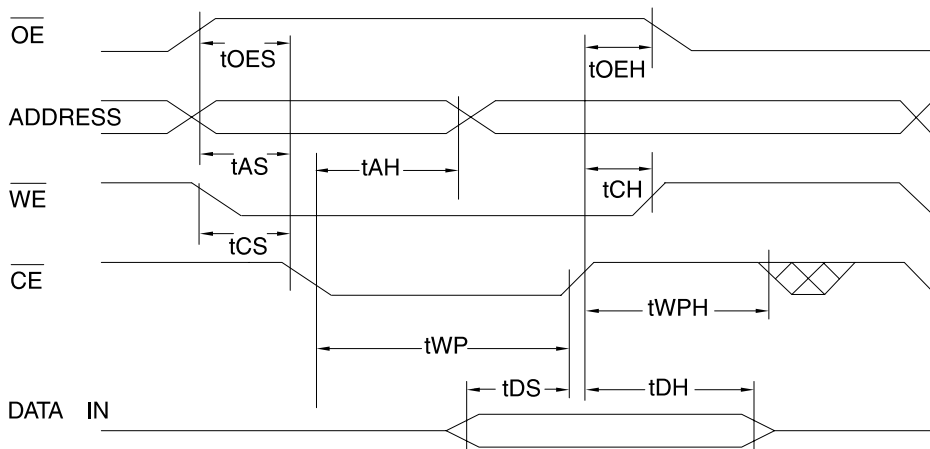 OE
tOES
tOEH
ADDRESS
tAS
tAH
tCH
WE
tCS
CE
tWPH
tWP
tDS
tDH
DATA IN